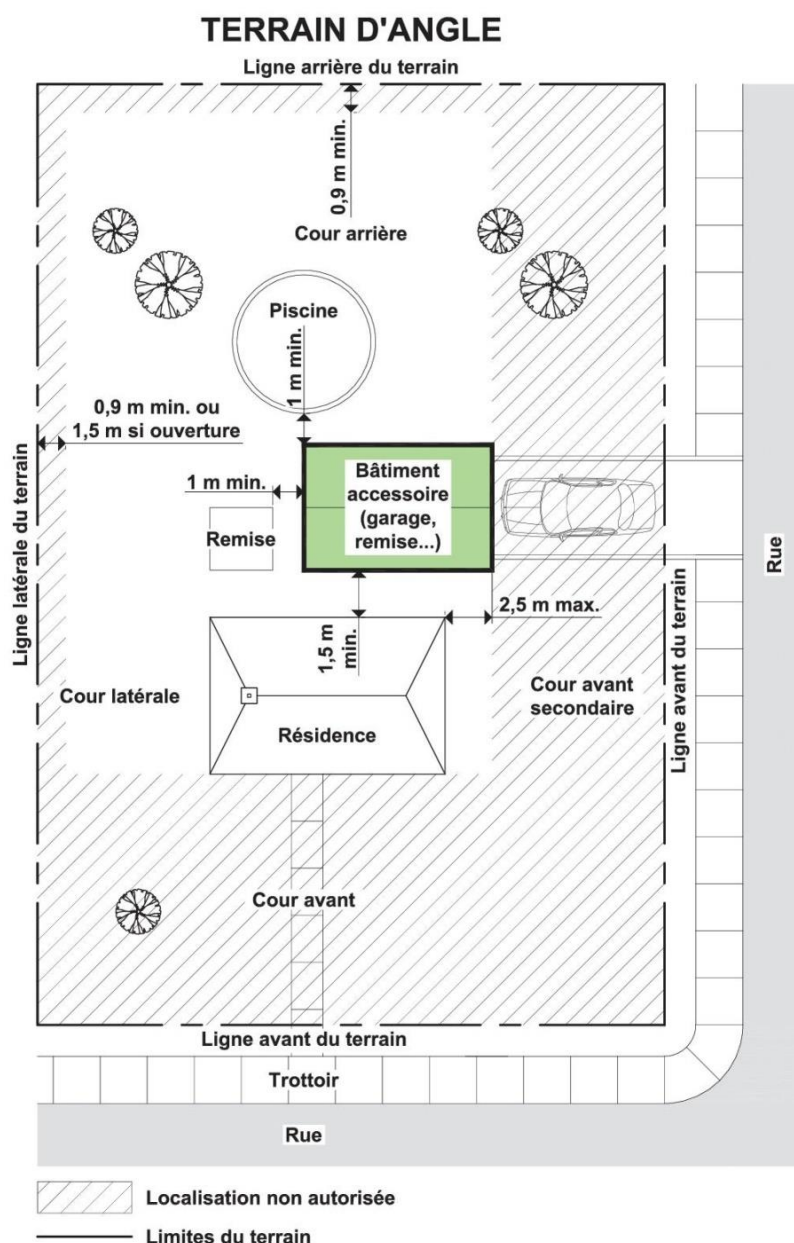 TERRAIN D'ANGLE
Ligne arrière du terrain
0,9 m min.
Cour arrière
Piscine
1 m min.
0,9 m min. ou
1,5 m si ouverture
Ligne latérale du terrain
1 m min.
Bâtiment
accessoire
(garage,
remise...)
Remise
Rue
2,5 m max.
1,5 m
min.
Ligne avant du terrain
Cour latérale
Cour avant
secondaire
Résidence
Cour avant
Ligne avant du terrain
Trottoir
Rue
Localisation non autorisée
Limites du terrain